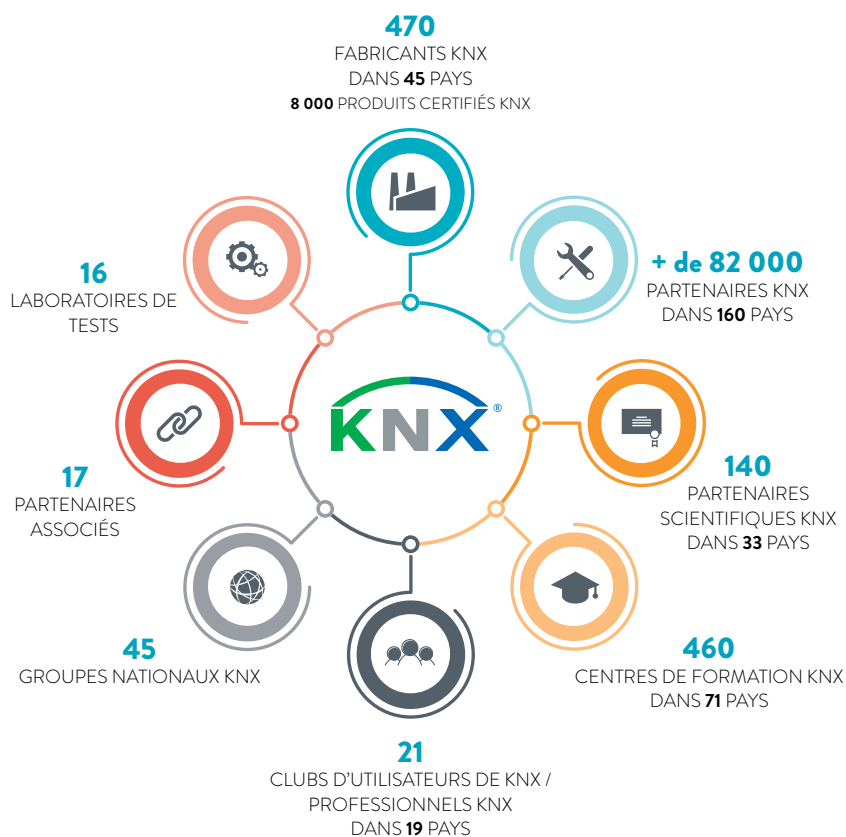 470
FABRICANTS KNX
DANS 45 PAYS
8 000 PRODUITS CERTIFIÉS KNX
+ de 82 000
PARTENAIRES KNX
DANS 160 PAYS
140
PARTENAIRES
SCIENTIFIQUES KNX
DANS 33 PAYS
460
CENTRES DE FORMATION KNX
DANS 71 PAYS
21
CLUBS D'UTILISATEURS DE KNX /
PROFESSIONNELS KNX
DANS 19 PAYS
45
GROUPES NATIONAUX KNX
17
PARTENAIRES
ASSOCIÉS
16
LABORATOIRES DE
TESTS
KNX®